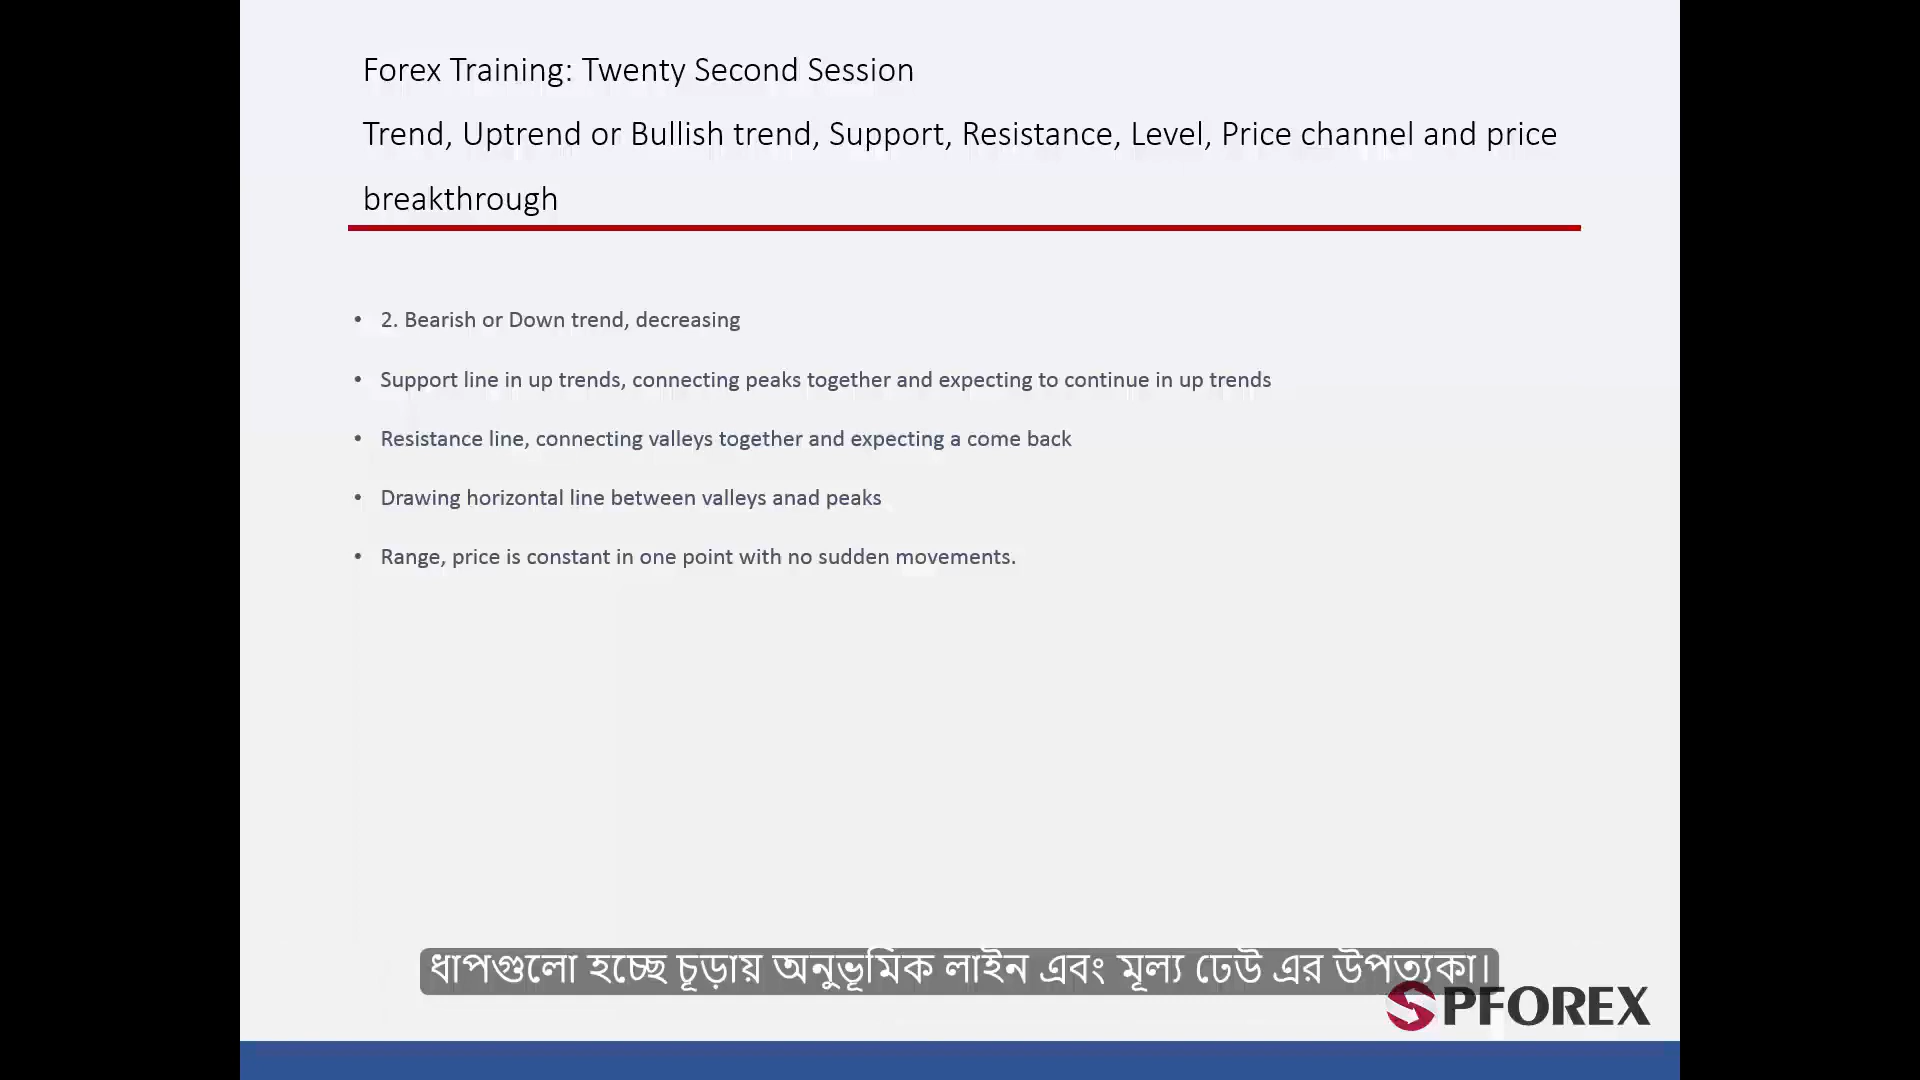 Forex Training: Twenty Second Session
Trend, Uptrend or Bullish trend, Support, Resistance, Level, Price channel and price
breakthrough
• 2. Bearish or Down trend, decreasing
• Support line in up trends, connecting peaks together and expecting to continue in up trends
• Resistance line, connecting valleys together and expecting a come back
• Drawing horizontal line between valleys anad peaks
• Range, price is constant in one point with no sudden movements.
ধাপগুলো হচ্ছে চূড়ায় অনুভূমিক লাইন এবং মূল্য ঢেউ এর উপত্যকা।
SPFOREX